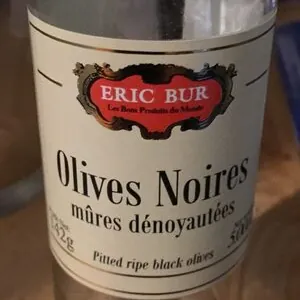 ERIC BUR
Les Bons Produits du Monde
Olives Noires
mûres dénoyautées
Pitted ripe black olives